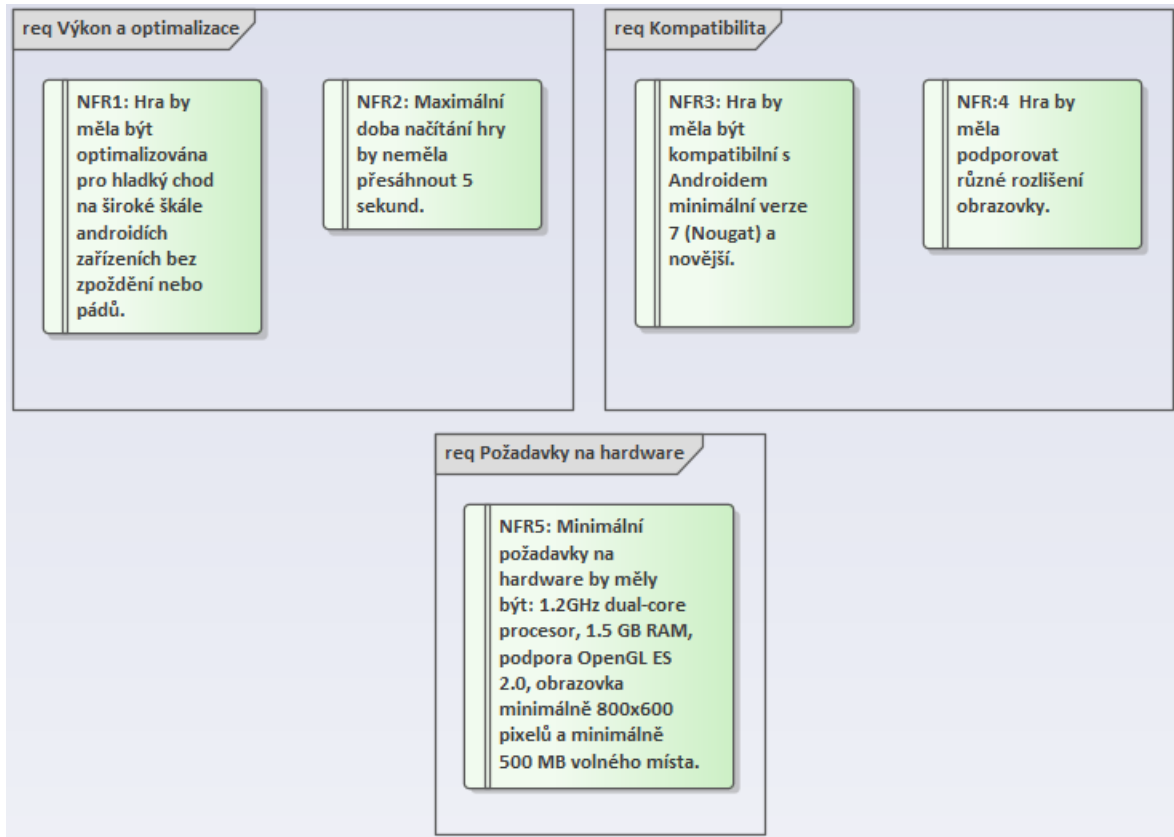 req Výkon a optimalizace
NFR1: Hra by
měla být
optimalizována
pro hladký chod
na široké škále
androidích
zařízeních bez
zpoždění nebo
pádů.
NFR2: Maximální
doba načítání hry
by neměla
přesáhnout 5
sekund.
req Kompatibilita
NFR3: Hra by
měla být
kompatibilní s
Androidem
minimální verze
7 (Nougat) a
novější.
NFR:4 Hra by
měla
podporovat
různé rozlišení
obrazovky.
req Požadavky na hardware
NFR5: Minimální
požadavky na
hardware by měly
být: 1.2GHz dual-core
procesor, 1.5 GB RAM,
podpora OpenGL ES
2.0, obrazovka
minimálně 800x600
pixelů a minimálně
500 MB volného místa.